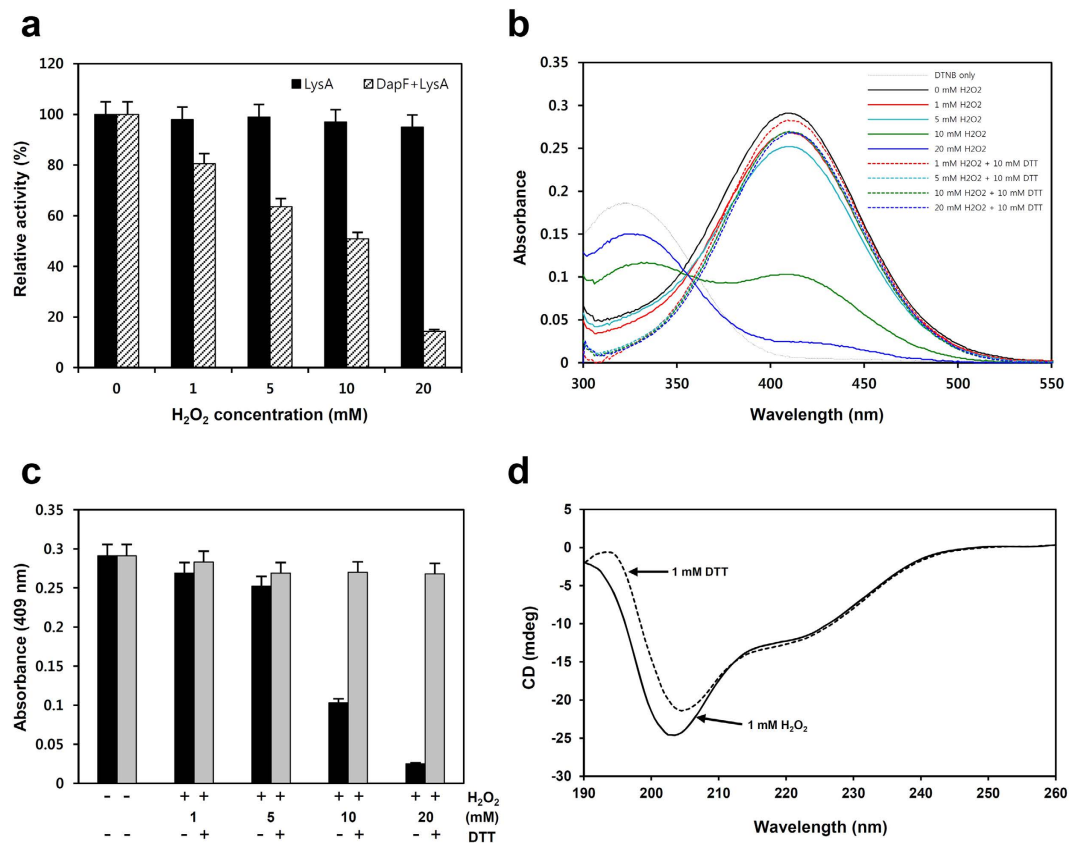 a
120
100
80
60
40
20
0
Relative activity (%)
LysA
DapF+LysA
0 1 5 10 20
H₂O₂ concentration (mM)
b
0.35
0.3
0.25
0.2
0.15
0.1
0.05
0
Absorbance
DTNB only
0 mM H2O2
1 mM H2O2
5 mM H2O2
10 mM H2O2
20 mM H2O2
1 mM H2O2 + 10 mM DTT
5 mM H2O2 + 10 mM DTT
10 mM H2O2 + 10 mM DTT
20 mM H2O2 + 10 mM DTT
300 350 400 450 500 550
Wavelength (nm)
c
0.35
0.3
0.25
0.2
0.15
0.1
0.05
0
Absorbance (409 nm)
- - + + + + + + + + H₂O₂
1 5 10 20 (mM)
- - - + - + - + - + DTT
d
5
0
-5
-10
-15
-20
-25
-30
CD (mdeg)
1 mM DTT
1 mM H₂O₂
190 200 210 220 230 240 250 260
Wavelength (nm)